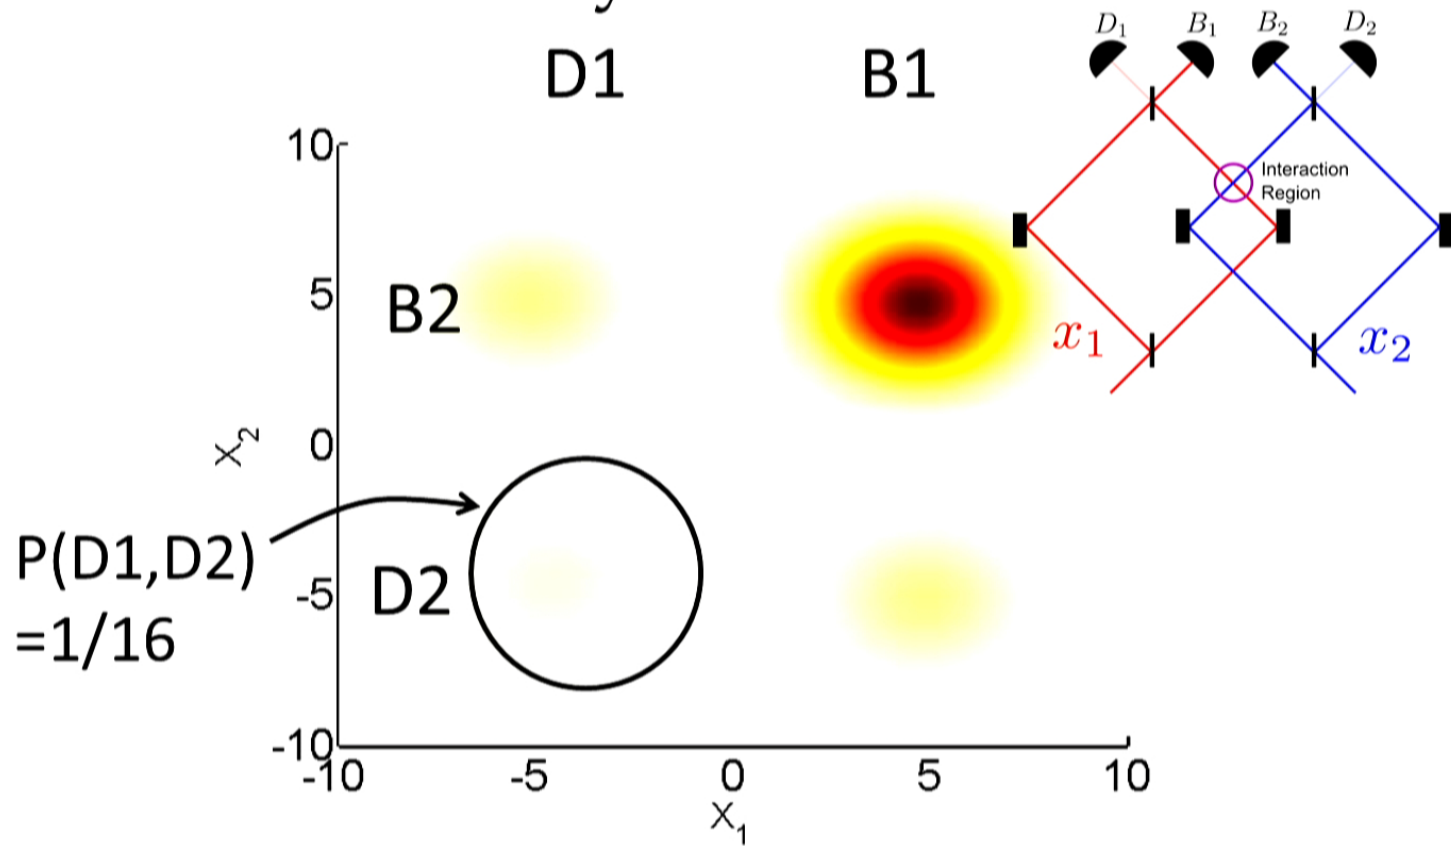 D1 B1
D₁ B₁ B₂ D₂
Interaction
Region
x₁ x₂
10
5
0
-5
-10
B2
D2
X₂
P(D1,D2)
=1/16
-10 -5 0 5 10
X₁